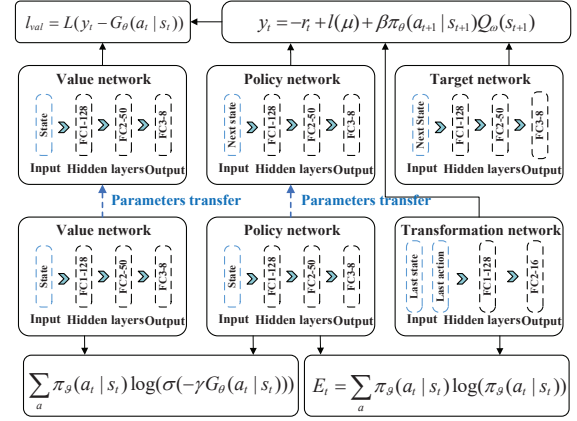 l_{val} = L(y_t - G_θ(a_t | s_t))
y_t = -r_t + l(μ) + βπ_θ(a_{t+1} | s_{t+1})Q_ω(s_{t+1})
Value network
State
FC1-128
FC2-50
FC3-8
Input Hidden layers Output
Policy network
Next state
FC1-128
FC2-50
FC3-8
Input Hidden layers Output
Target network
Next State
FC1-128
FC2-50
FC3-8
Input Hidden layers Output
Parameters transfer
Parameters transfer
Value network
State
FC1-128
FC2-50
FC3-8
Input Hidden layers Output
Policy network
State
FC1-128
FC2-50
FC3-8
Input Hidden layers Output
Transformation network
Last state
Last action
FC1-128
FC2-16
Input Hidden layers Output
∑_a π_ϑ(a_t | s_t) log(σ(-γG_θ(a_t | s_t)))
E_t = ∑_a π_ϑ(a_t | s_t) log(π_ϑ(a_t | s_t))